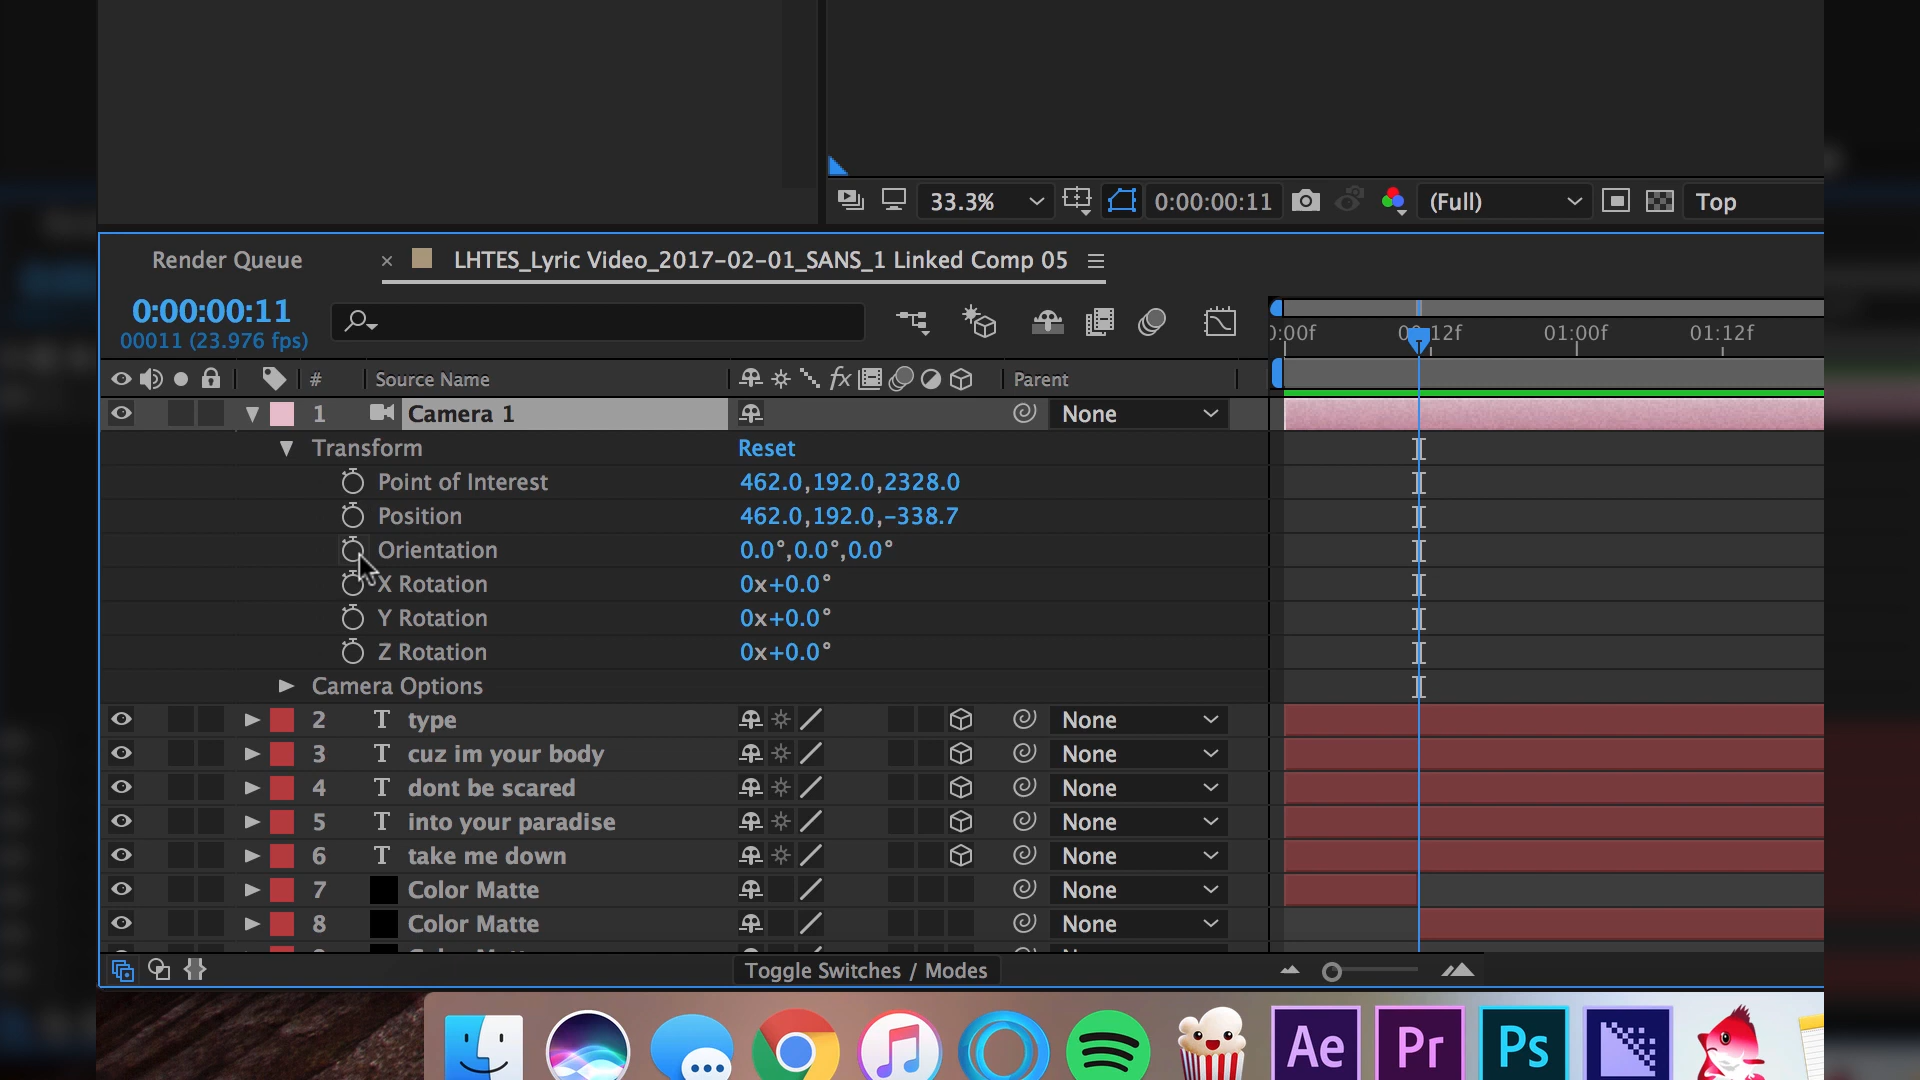 33.3%
0:00:00:11
(Full)
Top
Render Queue
× LHTES_Lyric Video_2017-02-01_SANS_1 Linked Comp 05
0:00:00:11
00011 (23.976 fps)
:00f
12f
01:00f
01:12f
# Source Name fx Parent
1 Camera 1 None
Transform Reset
Point of Interest 462.0,192.0,2328.0
Position 462.0,192.0,-338.7
Orientation 0.0°,0.0°,0.0°
X Rotation 0x+0.0°
Y Rotation 0x+0.0°
Z Rotation 0x+0.0°
Camera Options
2 T type None
3 T cuz im your body None
4 T dont be scared None
5 T into your paradise None
6 T take me down None
7 Color Matte None
8 Color Matte None
Toggle Switches / Modes
Ae Pr Ps